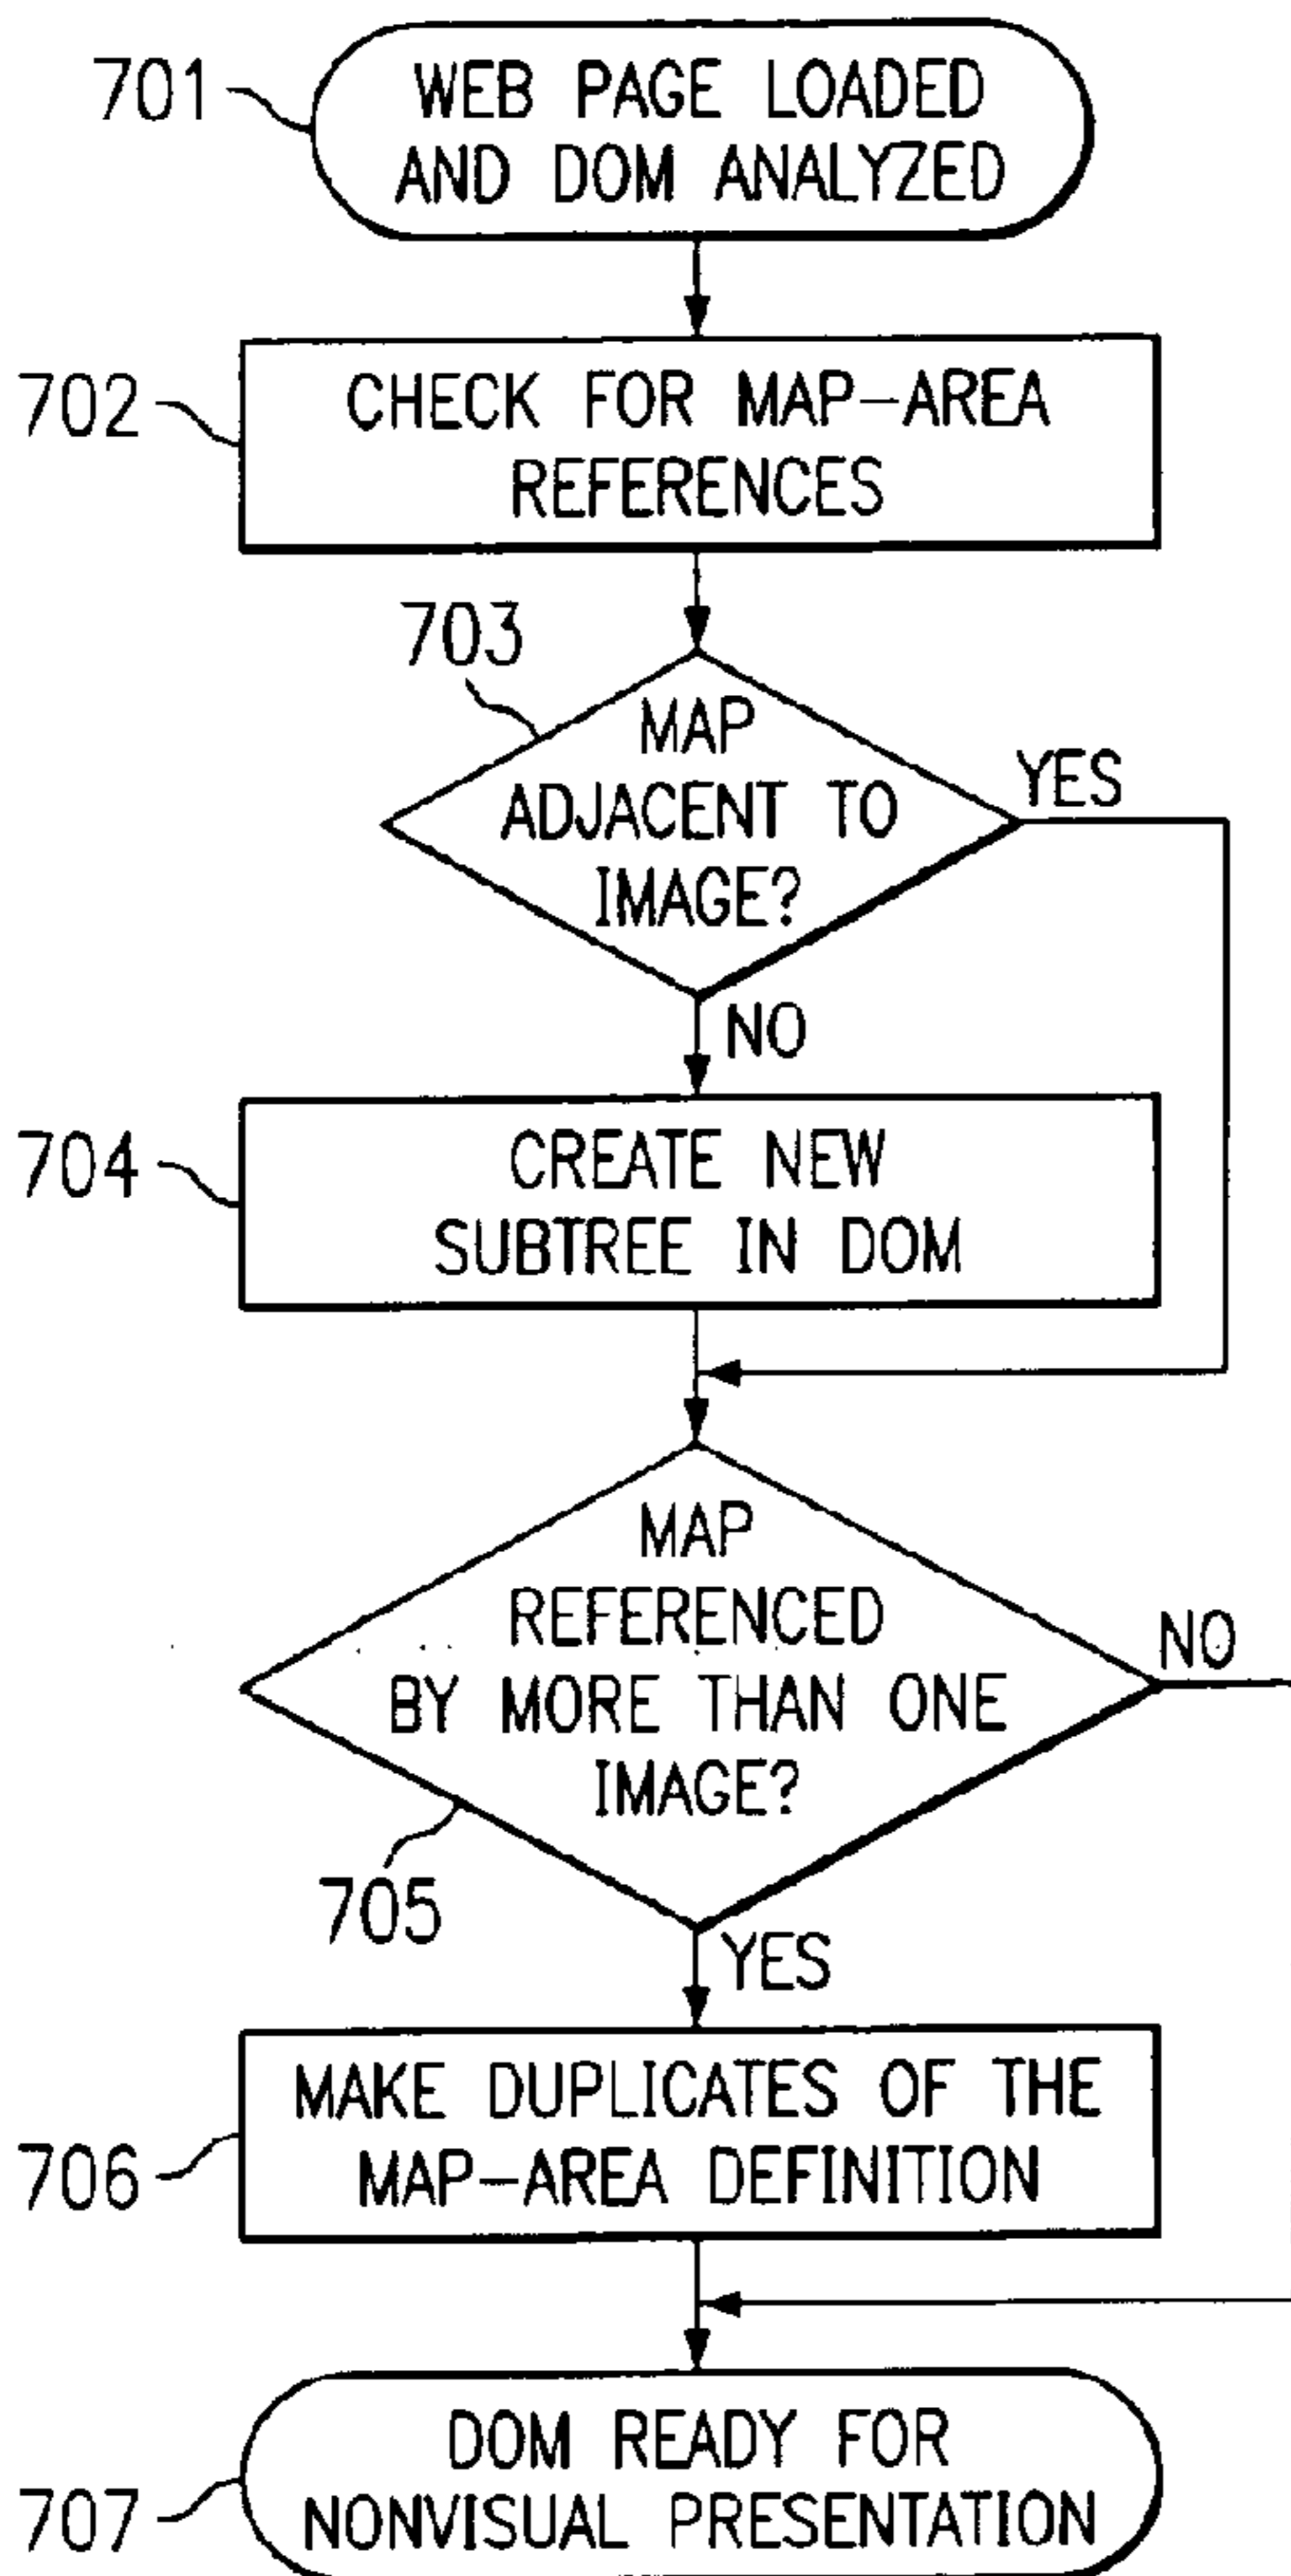 701
WEB PAGE LOADED
AND DOM ANALYZED
702
CHECK FOR MAP-AREA
REFERENCES
703
MAP
ADJACENT TO
IMAGE?
YES
NO
704
CREATE NEW
SUBTREE IN DOM
MAP
REFERENCED
BY MORE THAN ONE
IMAGE?
NO
705
YES
706
MAKE DUPLICATES OF THE
MAP-AREA DEFINITION
707
DOM READY FOR
NONVISUAL PRESENTATION